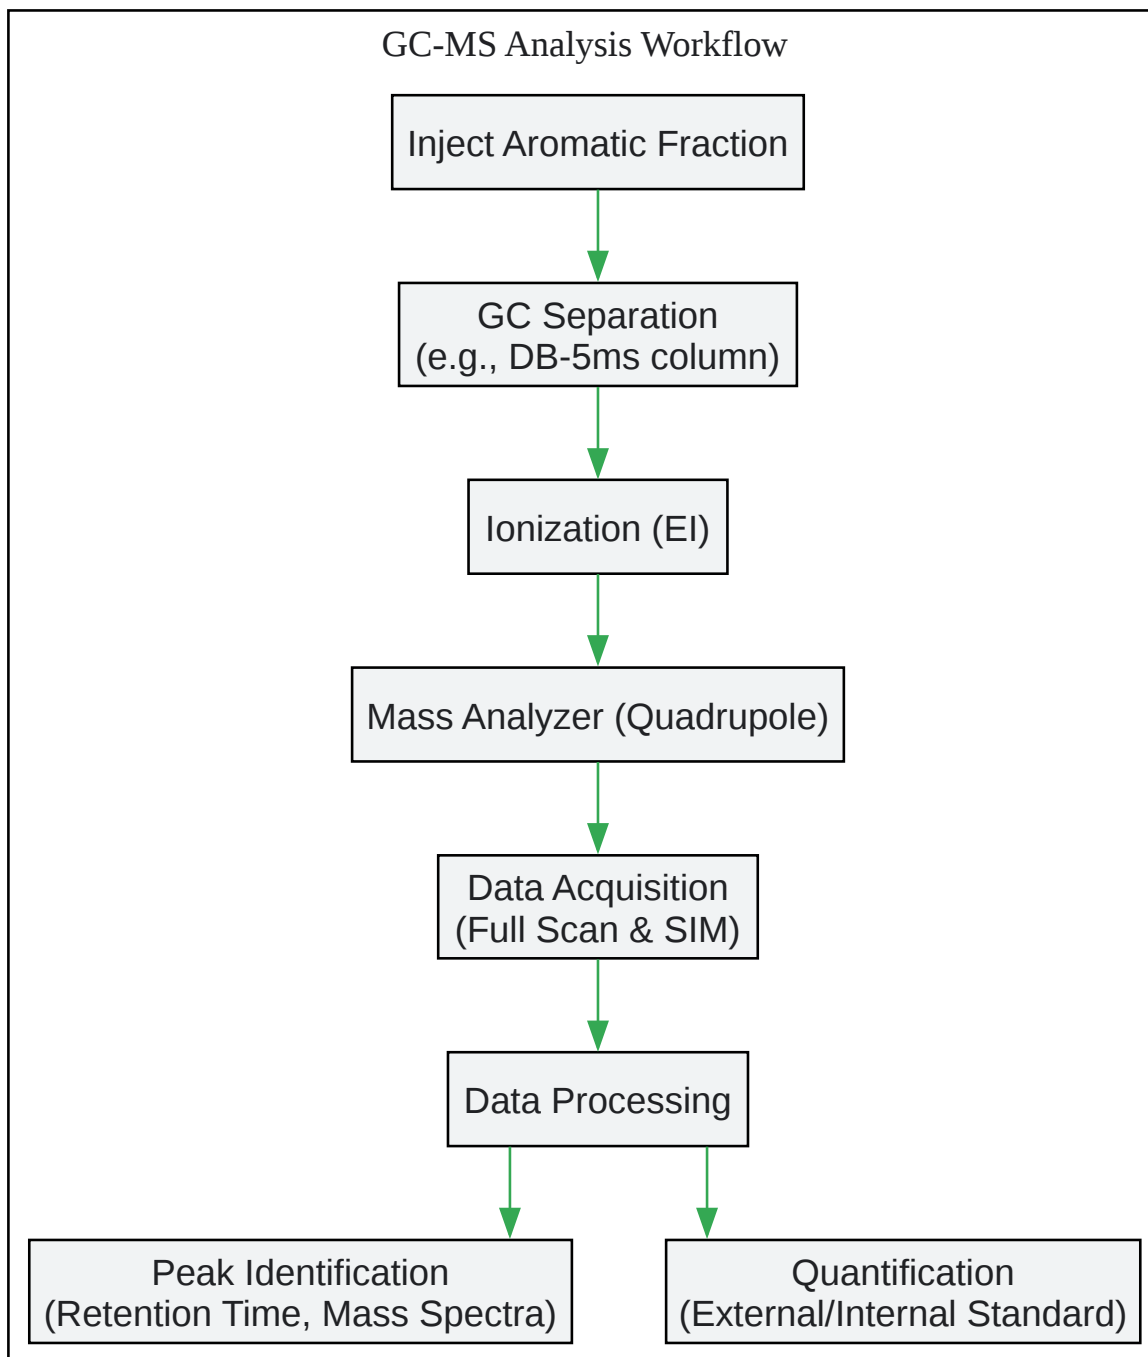 GC-MS Analysis Workflow
Inject Aromatic Fraction
GC Separation
(e.g., DB-5ms column)
Ionization (EI)
Mass Analyzer (Quadrupole)
Data Acquisition
(Full Scan & SIM)
Data Processing
Peak Identification
(Retention Time, Mass Spectra)
Quantification
(External/Internal Standard)